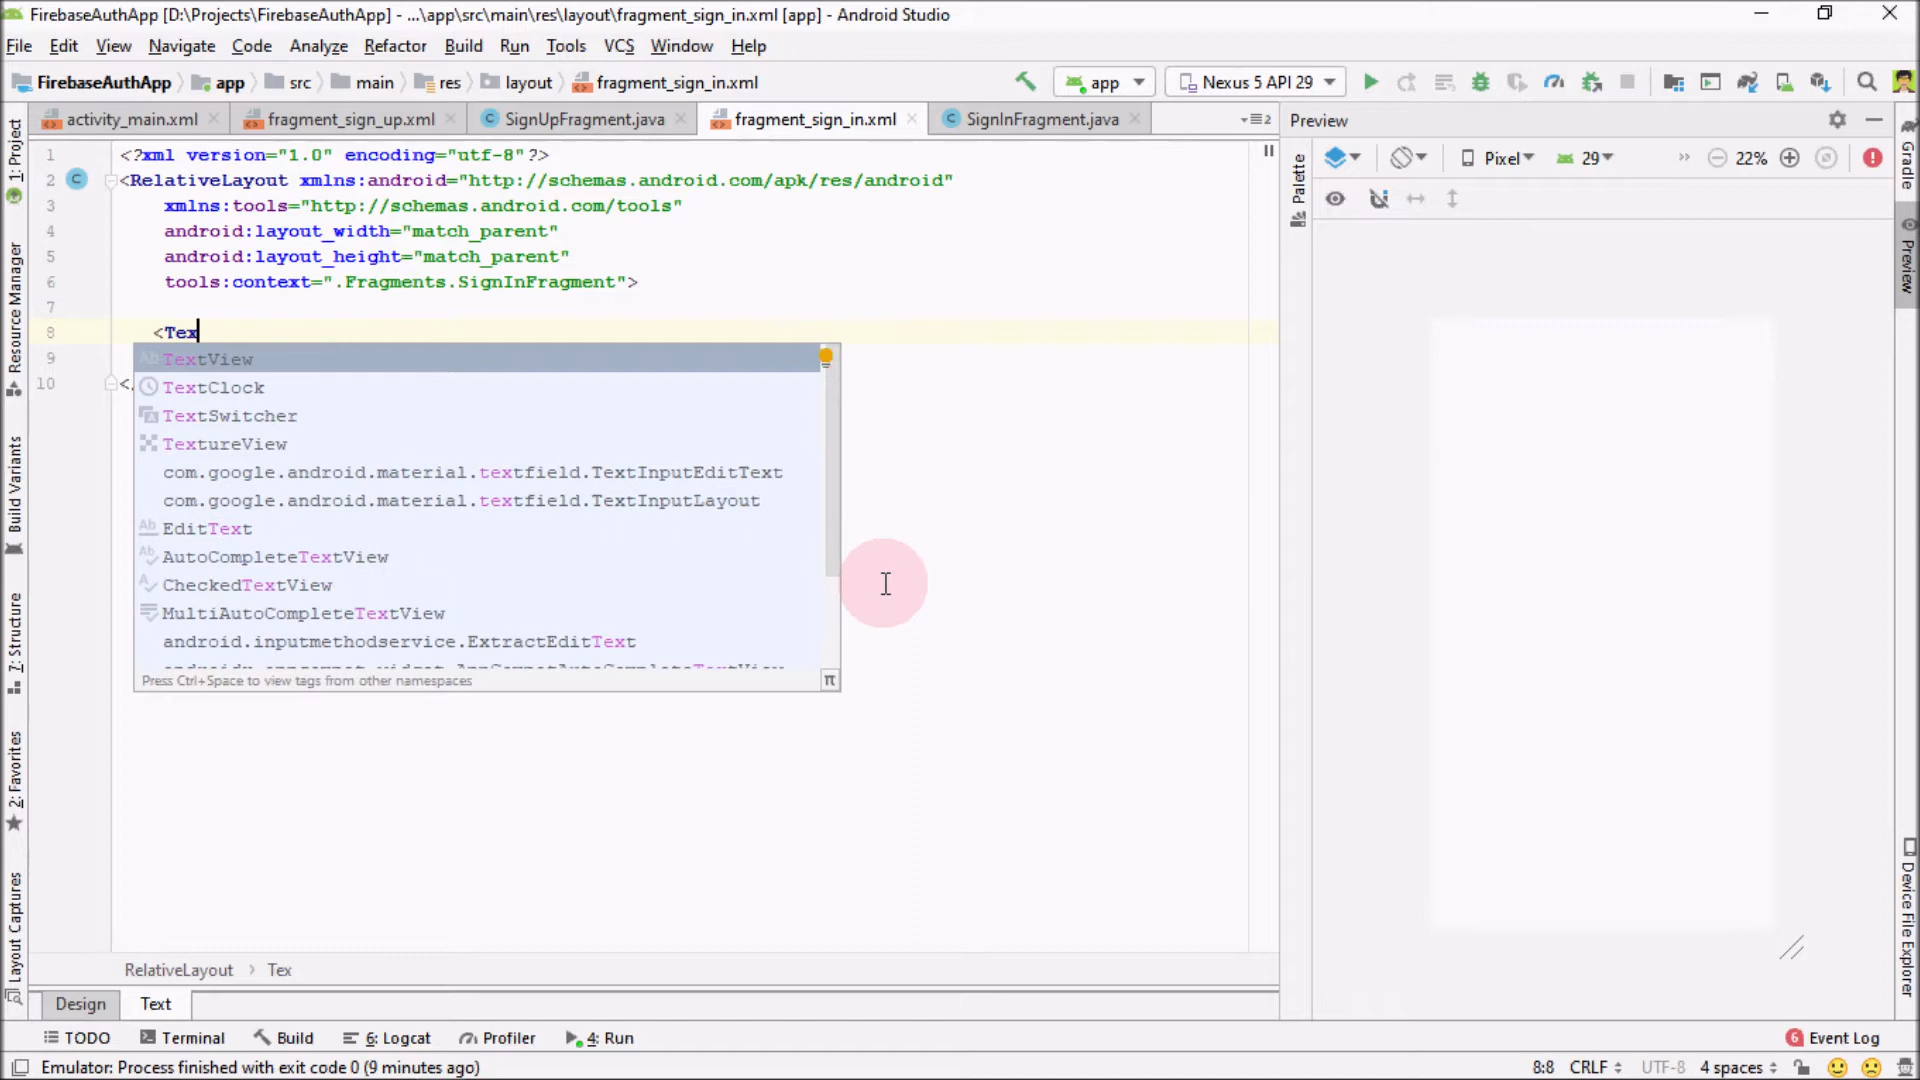 FirebaseAuthApp [D:\Projects\FirebaseAuthApp] - ...\app\src\main\res\layout\fragment_sign_in.xml [app] - Android Studio
File Edit View Navigate Code Analyze Refactor Build Run Tools VCS Window Help
FirebaseAuthApp app src main res layout fragment_sign_in.xml app Nexus 5 API 29
activity_main.xml fragment_sign_up.xml SignUpFragment.java fragment_sign_in.xml SignInFragment.java 2 Preview
1 <?xml version="1.0" encoding="utf-8"?>
2 C <RelativeLayout xmlns:android="http://schemas.android.com/apk/res/android"
3 xmlns:tools="http://schemas.android.com/tools"
4 android:layout_width="match_parent"
5 android:layout_height="match_parent"
6 tools:context=".Fragments.SignInFragment">
7
8 <Tex
9
10 <
TextView
TextClock
TextSwitcher
TextureView
com.google.android.material.textfield.TextInputEditText
com.google.android.material.textfield.TextInputLayout
EditText
AutoCompleteTextView
CheckedTextView
MultiAutoCompleteTextView
android.inputmethodservice.ExtractEditText
Press Ctrl+Space to view tags from other namespaces π
RelativeLayout Tex
Design Text
TODO Terminal Build 6: Logcat Profiler 4: Run 6 Event Log
Emulator: Process finished with exit code 0 (9 minutes ago) 8:8 CRLF UTF-8 4 spaces
1: Project
Resource Manager
Build Variants
7: Structure
2: Favorites
Layout Captures
Palette
Pixel 29 22%
Gradle
Preview
Device File Explorer